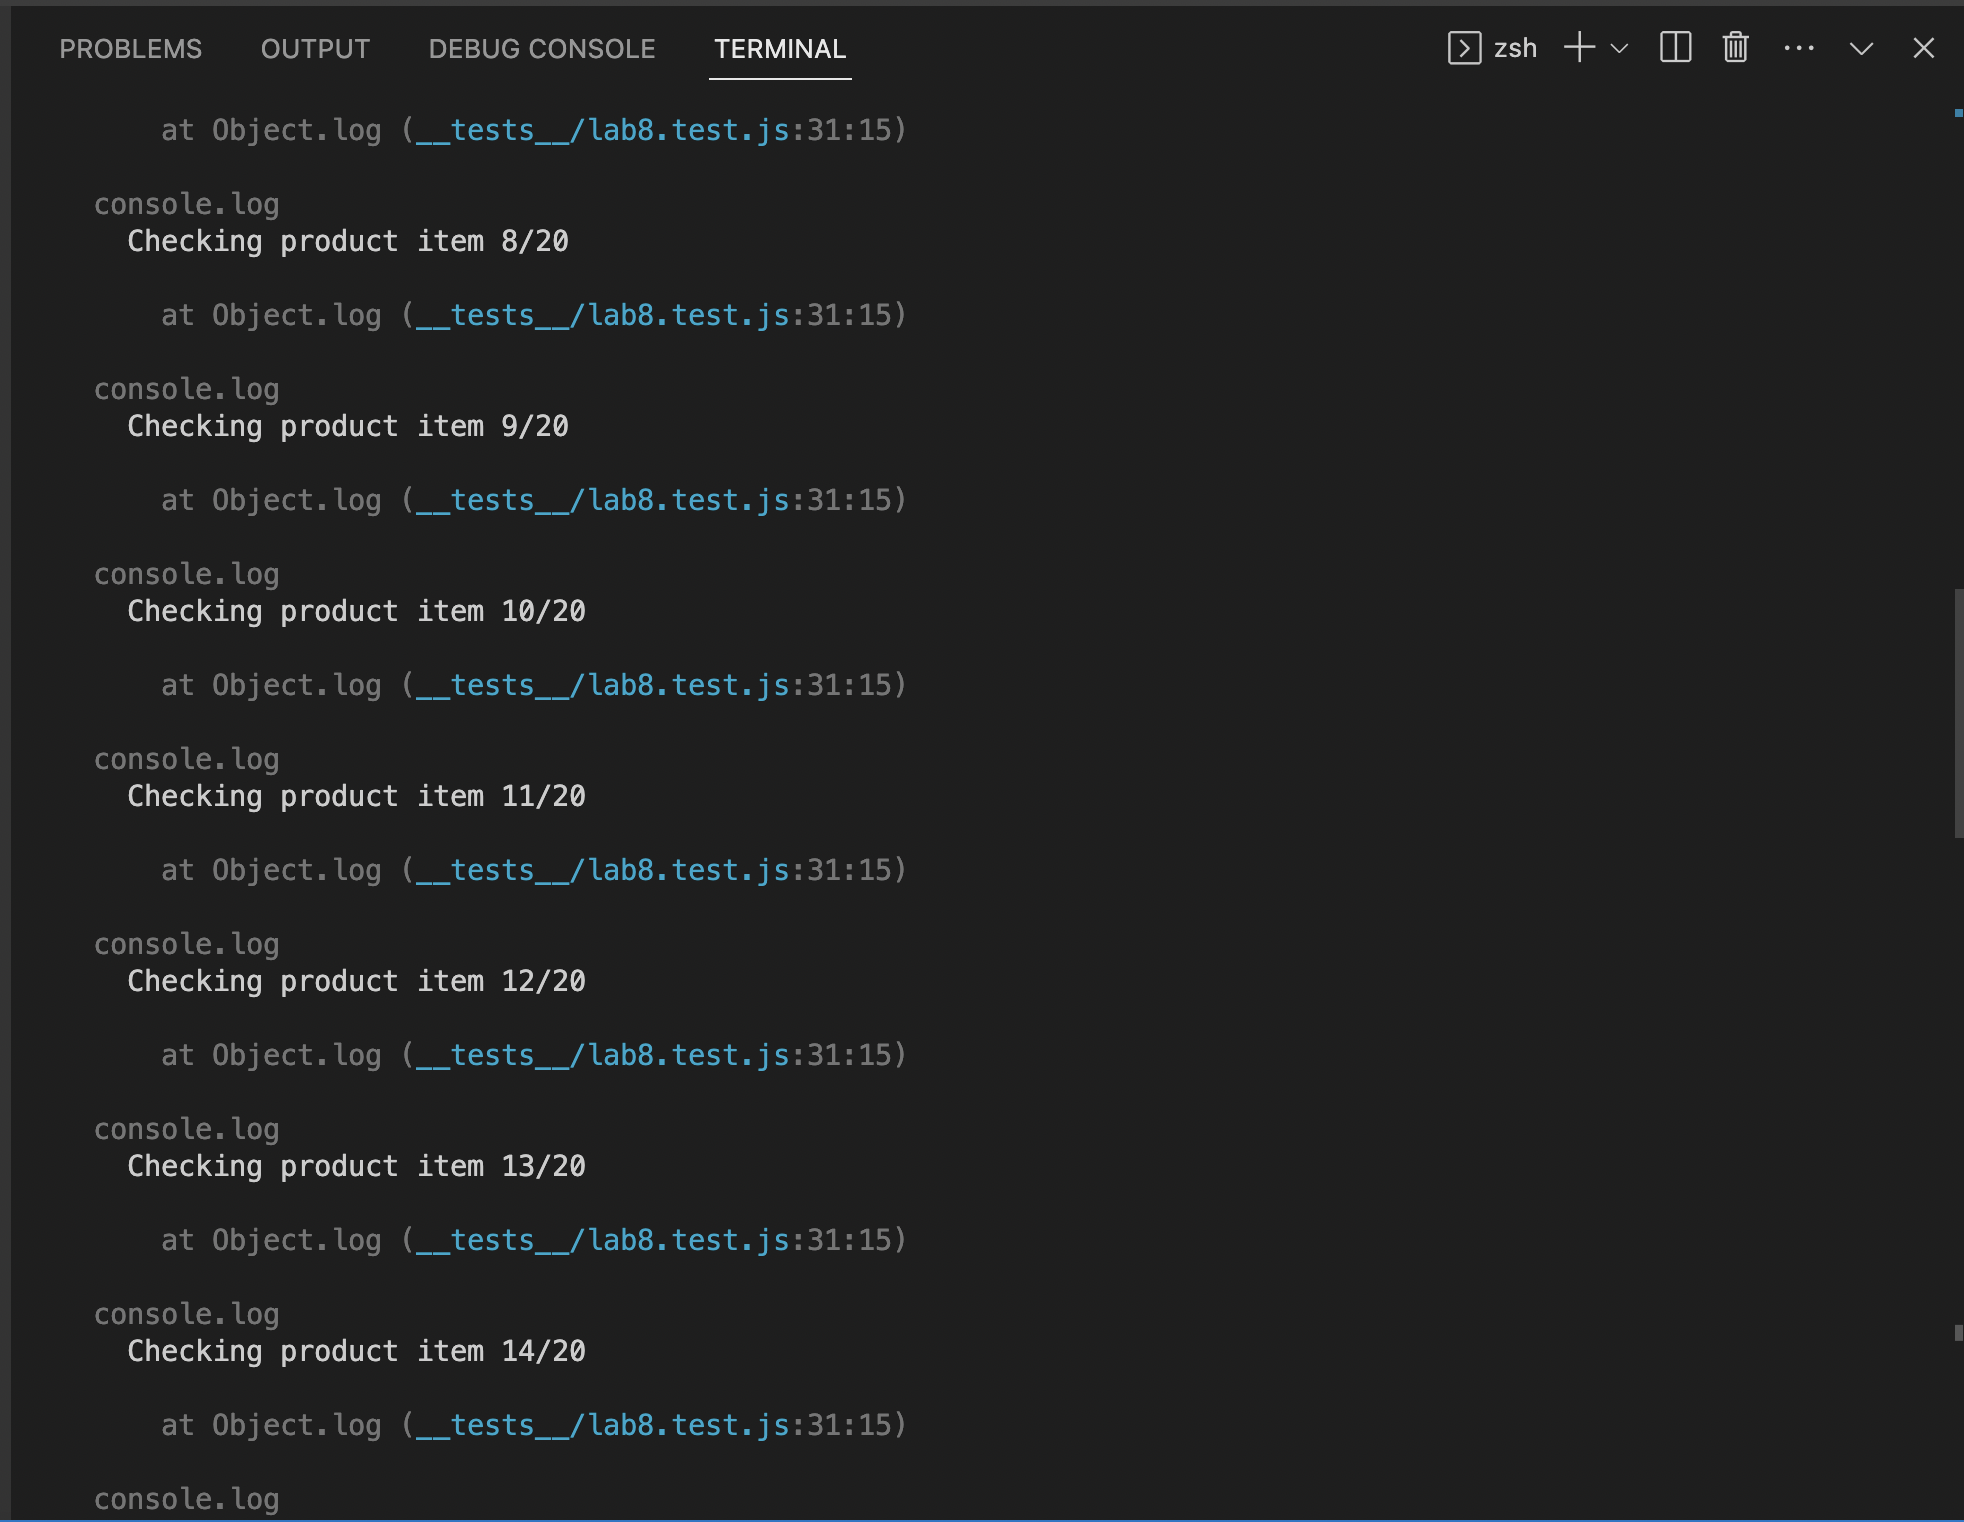 PROBLEMS OUTPUT DEBUG CONSOLE TERMINAL zsh
at Object.log (__tests__/lab8.test.js:31:15)
console.log
Checking product item 8/20
at Object.log (__tests__/lab8.test.js:31:15)
console.log
Checking product item 9/20
at Object.log (__tests__/lab8.test.js:31:15)
console.log
Checking product item 10/20
at Object.log (__tests__/lab8.test.js:31:15)
console.log
Checking product item 11/20
at Object.log (__tests__/lab8.test.js:31:15)
console.log
Checking product item 12/20
at Object.log (__tests__/lab8.test.js:31:15)
console.log
Checking product item 13/20
at Object.log (__tests__/lab8.test.js:31:15)
console.log
Checking product item 14/20
at Object.log (__tests__/lab8.test.js:31:15)
console.log